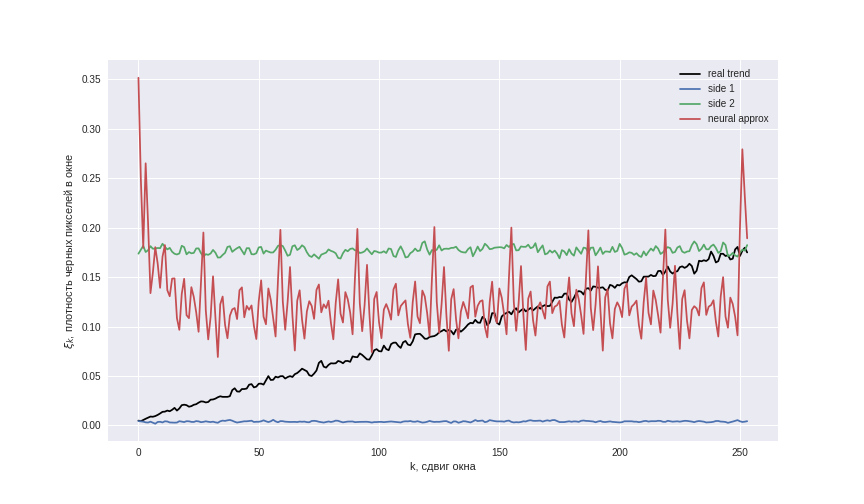 real trend
side 1
side 2
neural approx
0.35
0.30
0.25
0.20
0.15
0.10
0.05
0.00
ξk, плотность черных пикселей в окне
0 50 100 150 200 250
k, сдвиг окна